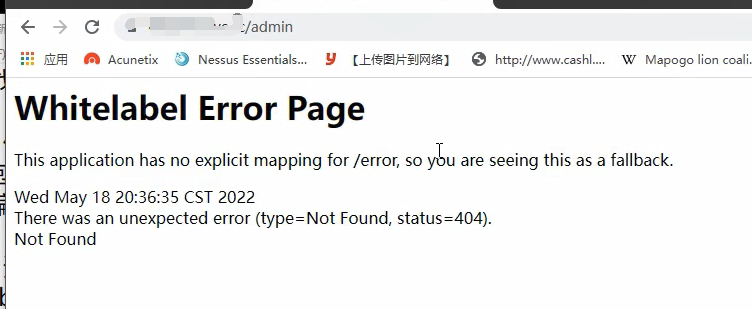 /admin
应用 Acunetix Nessus Essentials... 【上传图片到网络】 http://www.cashl.... Mapogo lion coali.
Whitelabel Error Page
This application has no explicit mapping for /error, so you are seeing this as a fallback.
Wed May 18 20:36:35 CST 2022
There was an unexpected error (type=Not Found, status=404).
Not Found